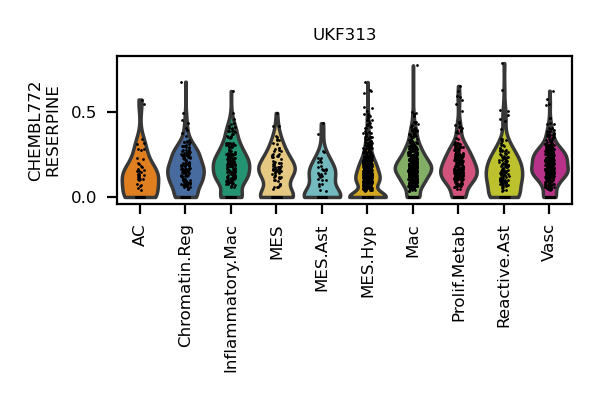 UKF313
CHEMBL772
RESERPINE
0.5
0.0
AC
Chromatin.Reg
Inflammatory.Mac
MES
MES.Ast
MES.Hyp
Mac
Prolif.Metab
Reactive.Ast
Vasc